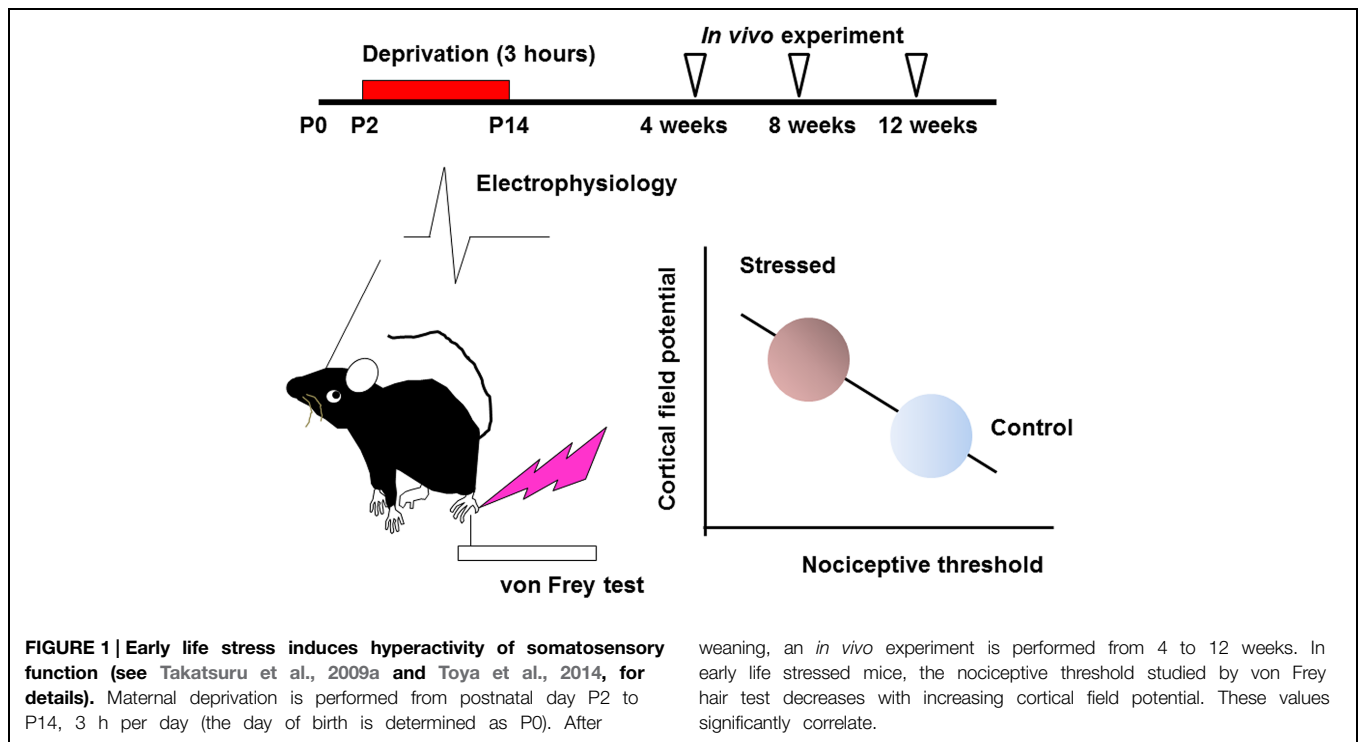 In vivo experiment
Deprivation (3 hours)
P0 P2 P14 4 weeks 8 weeks 12 weeks
Electrophysiology
von Frey test
Cortical field potential
Stressed
Control
Nociceptive threshold
FIGURE 1 | Early life stress induces hyperactivity of somatosensory
function (see Takatsuru et al., 2009a and Toya et al., 2014, for
details). Maternal deprivation is performed from postnatal day P2 to
P14, 3 h per day (the day of birth is determined as P0). After
weaning, an in vivo experiment is performed from 4 to 12 weeks. In
early life stressed mice, the nociceptive threshold studied by von Frey
hair test decreases with increasing cortical field potential. These values
significantly correlate.